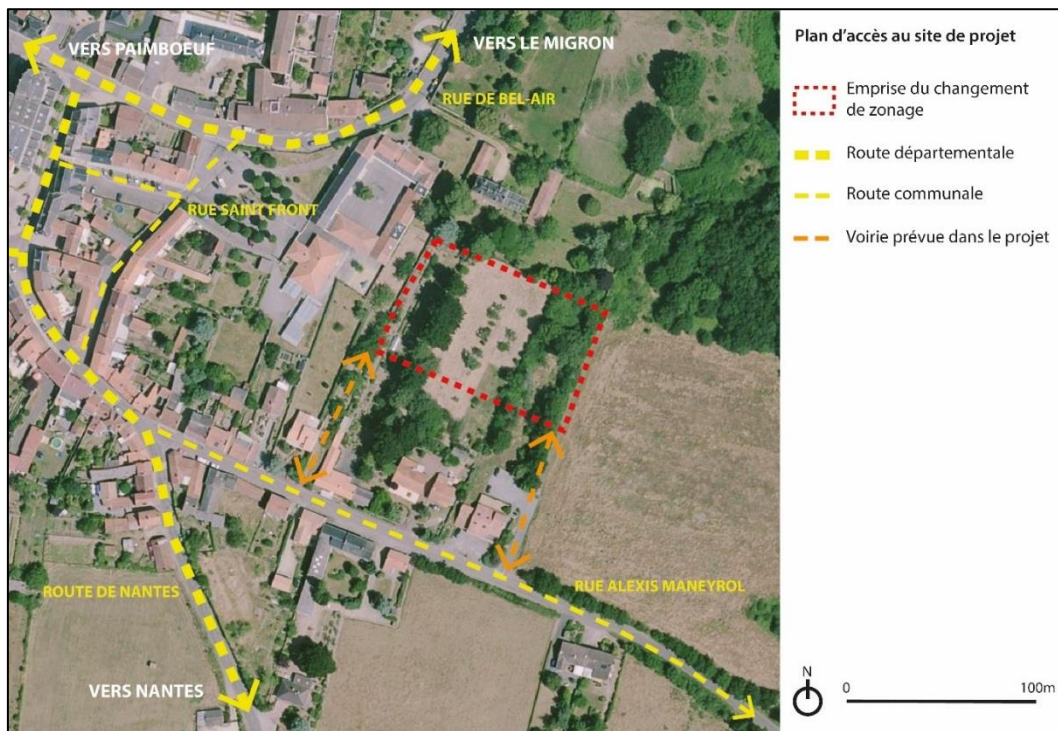 VERS PAIMBOEUF
VERS LE MIGRON
RUE DE BEL-AIR
RUE SAINT FRONT
ROUTE DE NANTES
RUE ALEXIS MANEYROL
VERS NANTES
Plan d’accès au site de projet
Emprise du changement
de zonage
Route départementale
Route communale
Voirie prévue dans le projet
N
0
100m